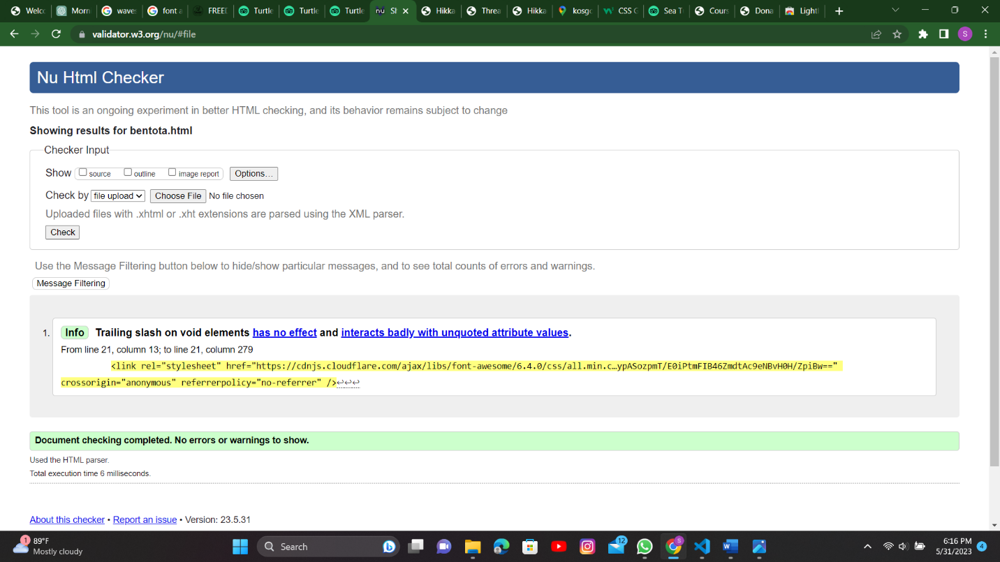 Welc
Morn
wave
font a
FREE
Turtle
Turtle
Turtle
Sh
Hikka
Threa
Hikka
kosgo
CSS G
Sea T
Cours
Dona
Lighth
validator.w3.org/nu/#file
S
Nu Html Checker
This tool is an ongoing experiment in better HTML checking, and its behavior remains subject to change
Showing results for bentota.html
Checker Input
Show source outline image report Options...
Check by file upload Choose File No file chosen
Uploaded files with .xhtml or .xht extensions are parsed using the XML parser.
Check
Use the Message Filtering button below to hide/show particular messages, and to see total counts of errors and warnings.
Message Filtering
1. Info Trailing slash on void elements has no effect and interacts badly with unquoted attribute values.
From line 21, column 13; to line 21, column 279
<link rel="stylesheet" href="https://cdnjs.cloudflare.com/ajax/libs/font-awesome/6.4.0/css/all.min.c…ypASozpmT/E0iPtmFIB46ZmdtAc9eNBvH0H/ZpiBw=="
crossorigin="anonymous" referrerpolicy="no-referrer" />↩↩↩
Document checking completed. No errors or warnings to show.
Used the HTML parser.
Total execution time 6 milliseconds.
About this checker • Report an issue • Version: 23.5.31
1
89°F
Mostly cloudy
Search
12
S
6:16 PM
5/31/2023
4